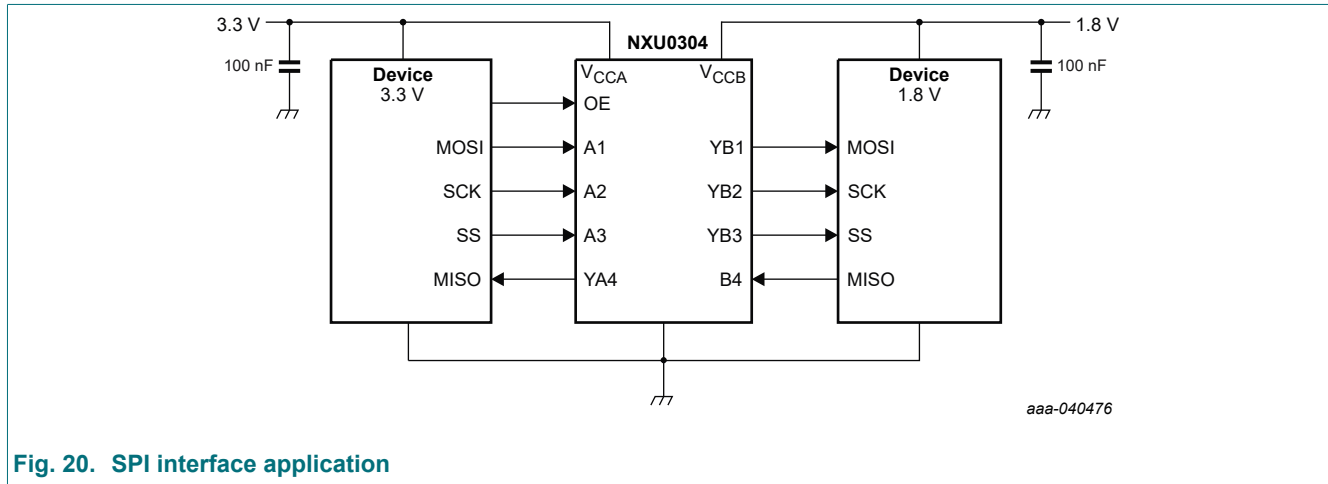 3.3 V
1.8 V
NXU0304
100 nF
100 nF
Device
3.3 V
VCCA
VCCB
Device
1.8 V
OE
MOSI
A1
YB1
MOSI
SCK
A2
YB2
SCK
SS
A3
YB3
SS
MISO
YA4
B4
MISO
aaa-040476
Fig. 20. SPI interface application